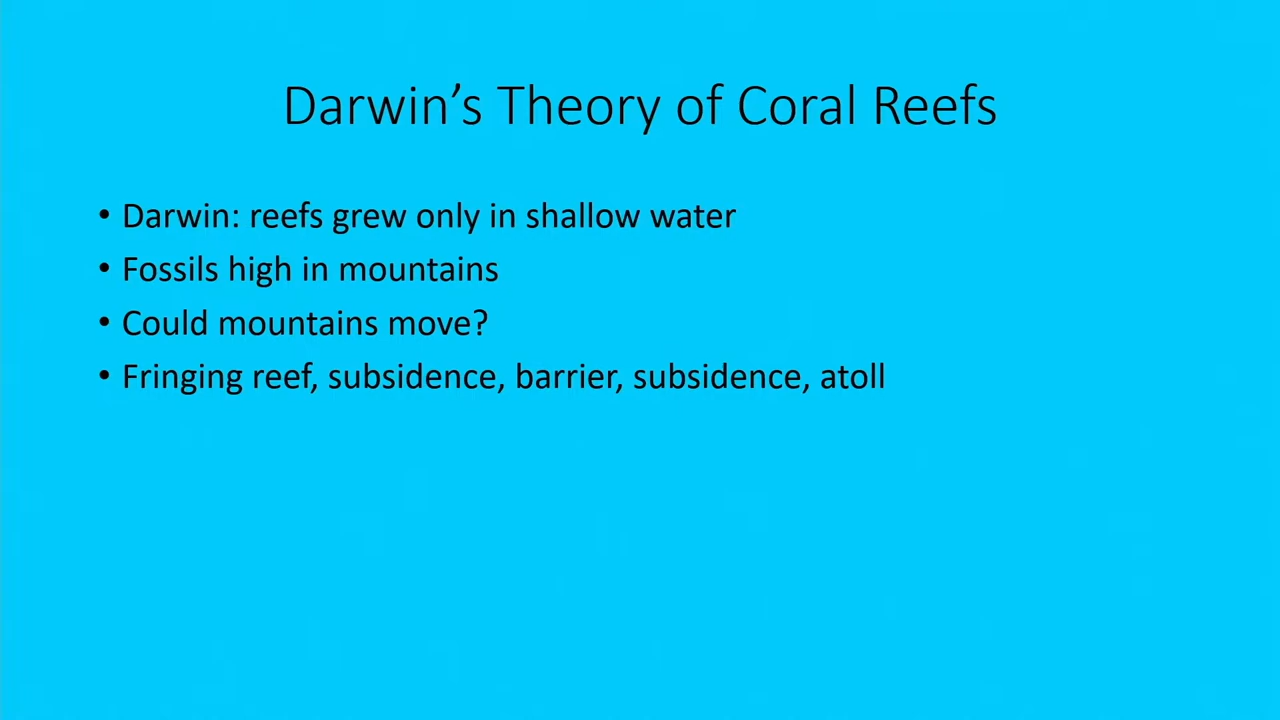 Darwin’s Theory of Coral Reefs
• Darwin: reefs grew only in shallow water
• Fossils high in mountains
• Could mountains move?
• Fringing reef, subsidence, barrier, subsidence, atoll